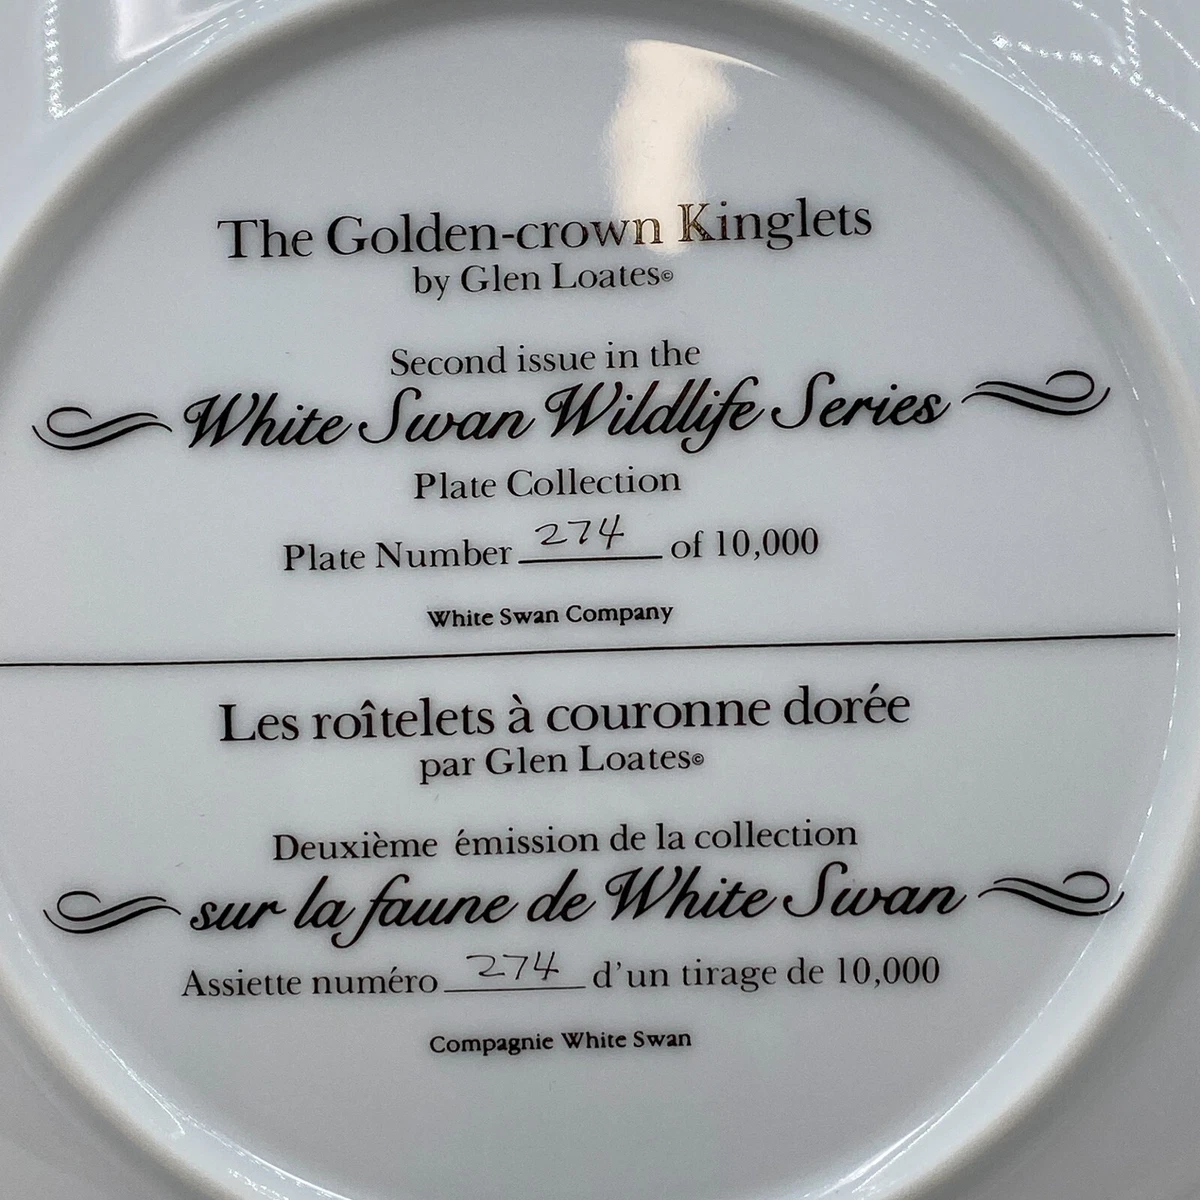 The Golden-crown Kinglets
by Glen Loates©
Second issue in the
White Swan Wildlife Series
Plate Collection
Plate Number 274 of 10,000
White Swan Company
Les roîtelets à couronne dorée
par Glen Loates©
Deuxième émission de la collection
sur la faune de White Swan
Assiette numéro 274 d'un tirage de 10,000
Compagnie White Swan